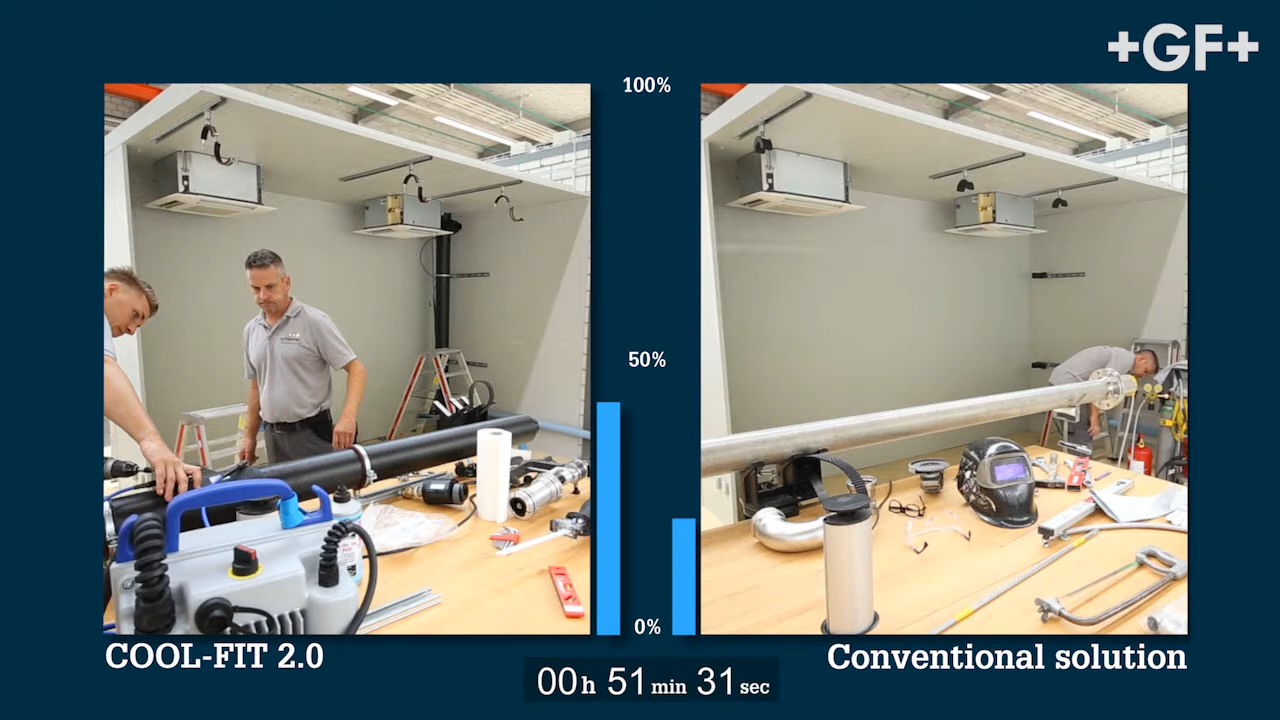 +GF+
100%
50%
0%
COOL-FIT 2.0
Conventional solution
00h 51min 31sec